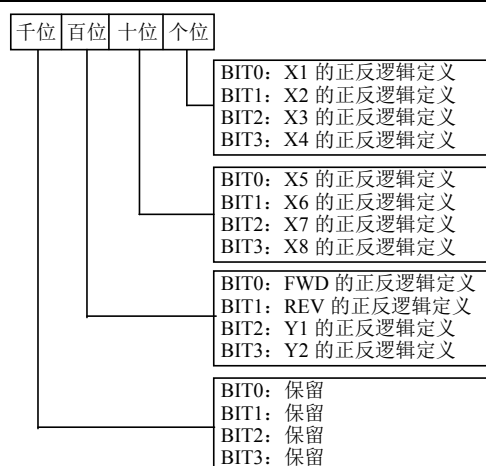 千位 百位 十位 个位
BIT0：X1 的正反逻辑定义
BIT1：X2 的正反逻辑定义
BIT2：X3 的正反逻辑定义
BIT3：X4 的正反逻辑定义
BIT0：X5 的正反逻辑定义
BIT1：X6 的正反逻辑定义
BIT2：X7 的正反逻辑定义
BIT3：X8 的正反逻辑定义
BIT0：FWD 的正反逻辑定义
BIT1：REV 的正反逻辑定义
BIT2：Y1 的正反逻辑定义
BIT3：Y2 的正反逻辑定义
BIT0：保留
BIT1：保留
BIT2：保留
BIT3：保留